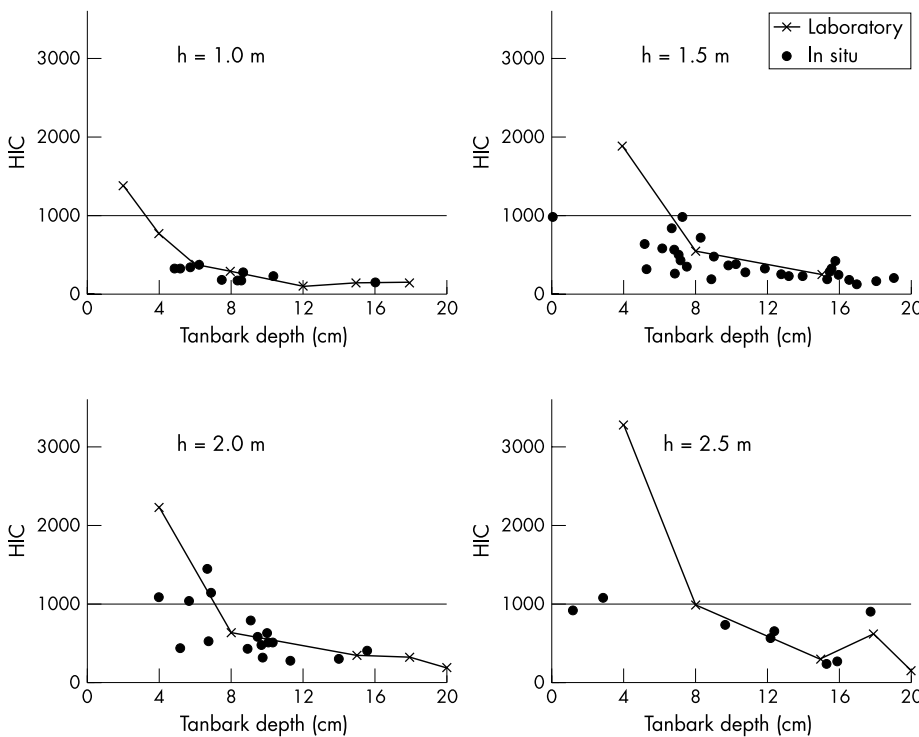 h = 1.0 m
HIC
3000
2000
1000
0
0 4 8 12 16 20
Tanbark depth (cm)
h = 1.5 m
Laboratory
In situ
HIC
3000
2000
1000
0
0 4 8 12 16 20
Tanbark depth (cm)
h = 2.0 m
HIC
3000
2000
1000
0
0 4 8 12 16 20
Tanbark depth (cm)
h = 2.5 m
HIC
3000
2000
1000
0
0 4 8 12 16 20
Tanbark depth (cm)